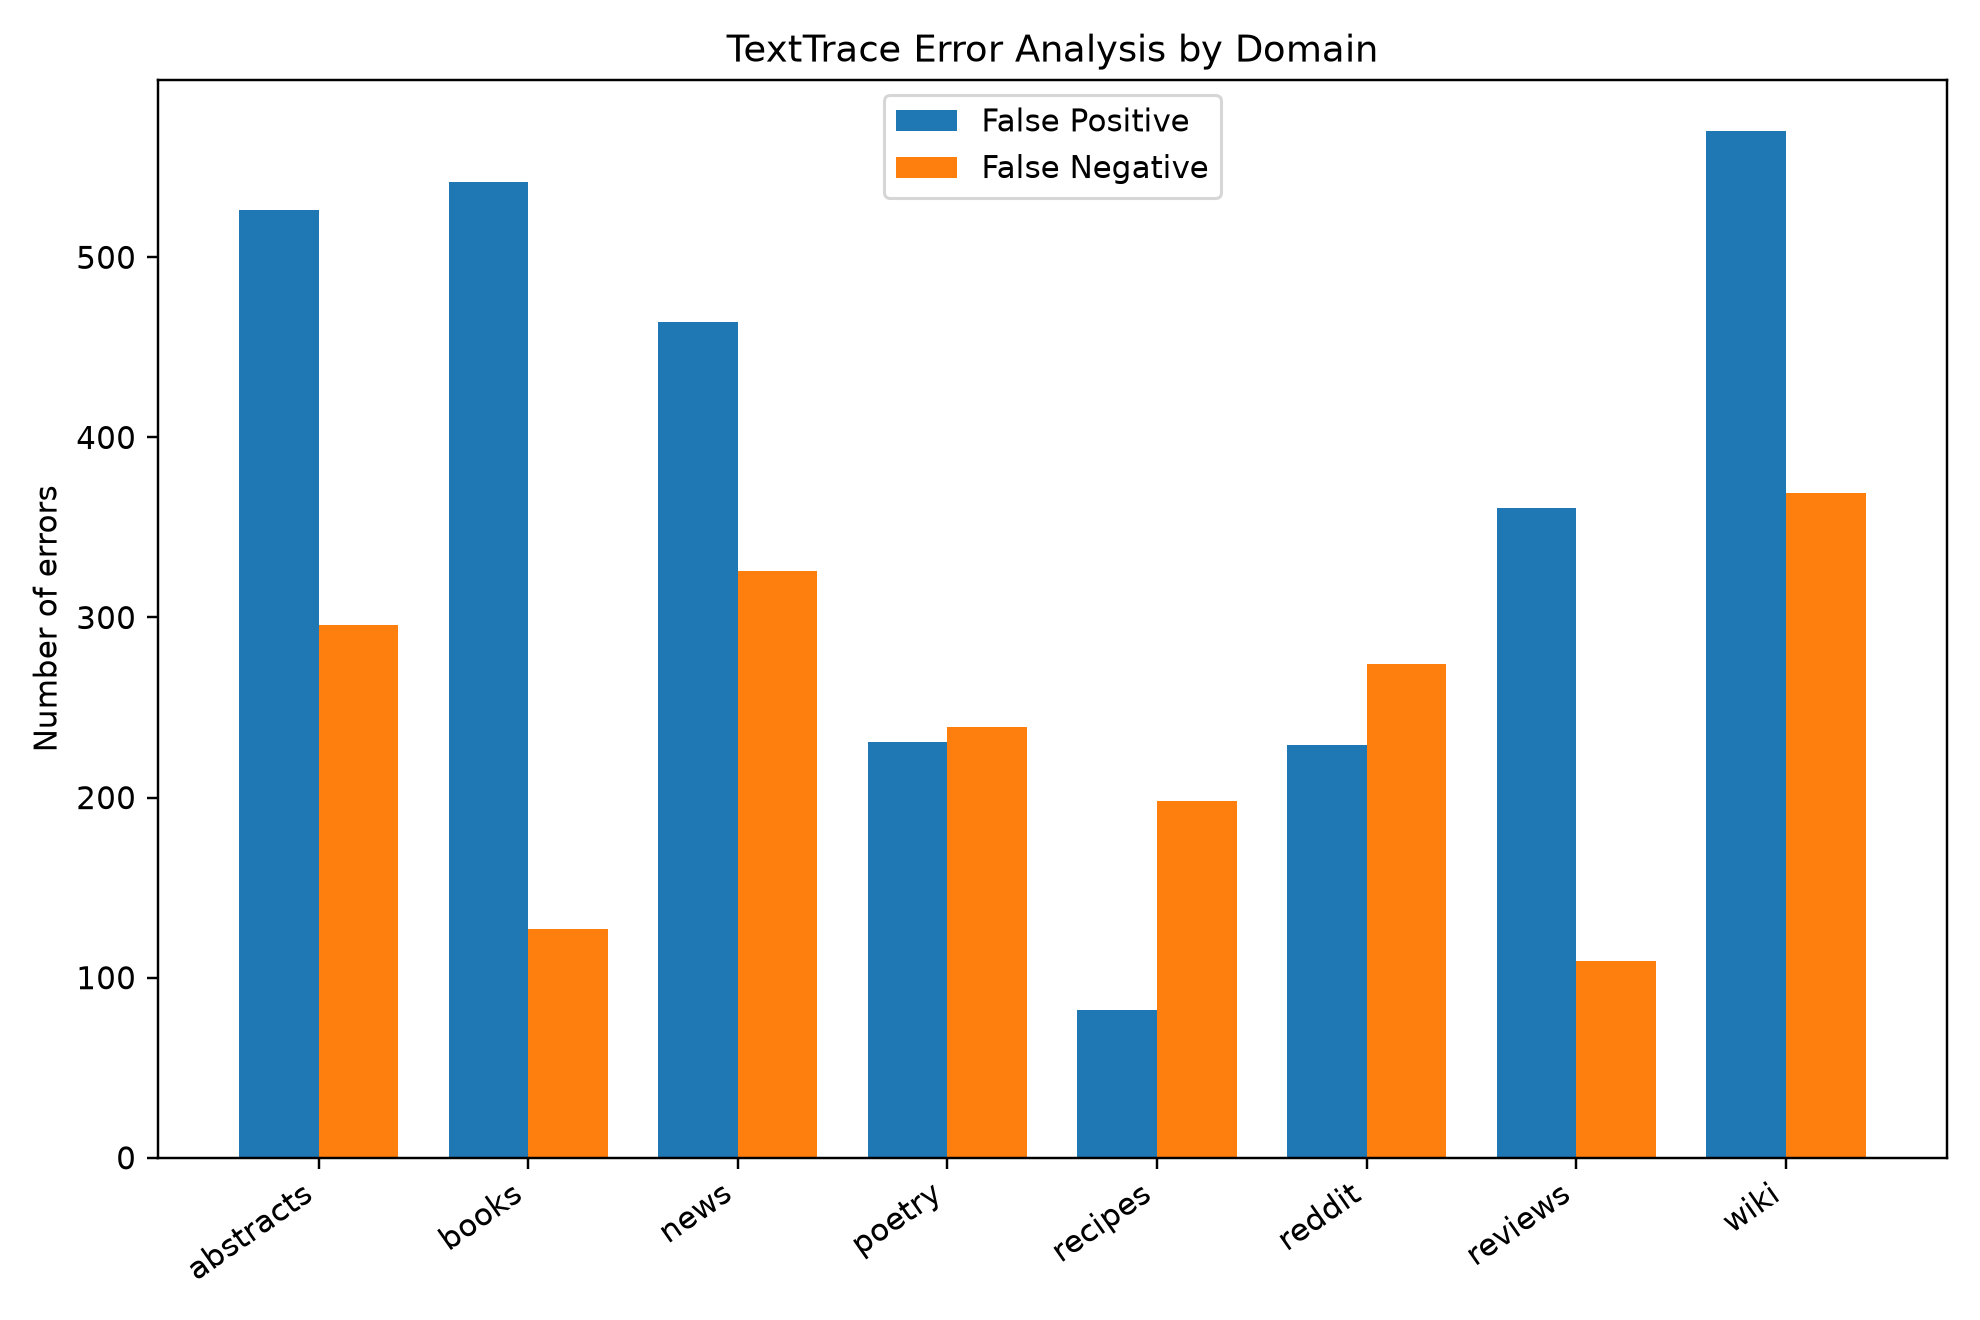 TextTrace Error Analysis by Domain
False Positive
False Negative
Number of errors
500
400
300
200
100
0
abstracts
books
news
poetry
recipes
reddit
reviews
wiki